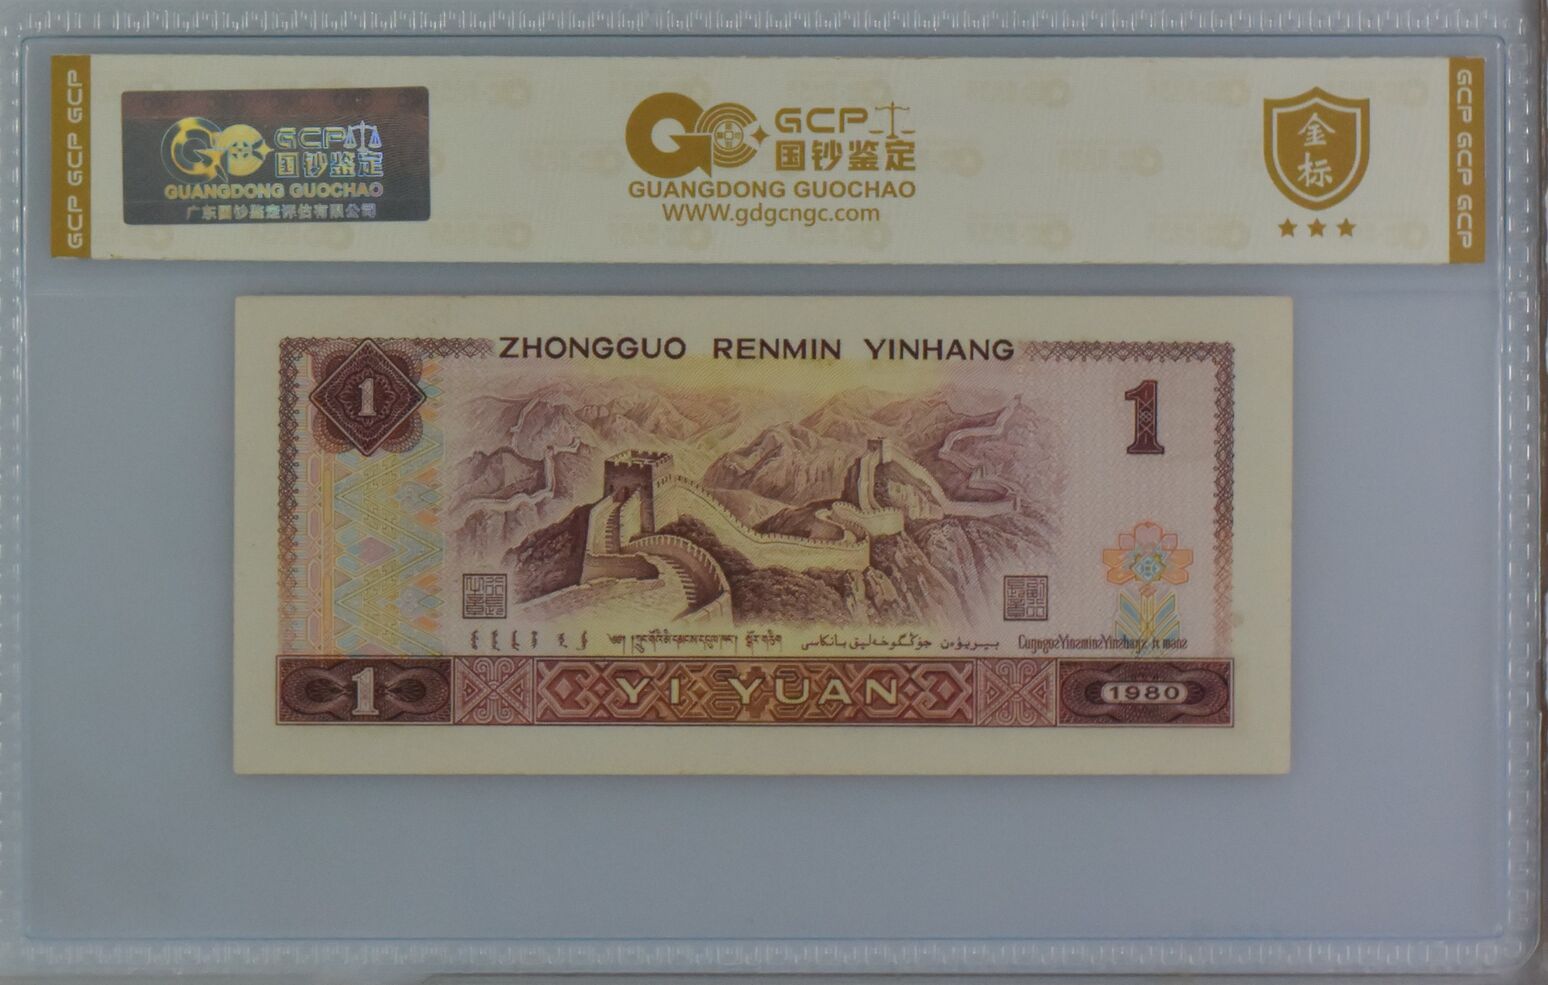 GCP GCP GCP
GCP
国钞鉴定
GUANGDONG GUOCHAO
广东国钞鉴定评估有限公司
GCP
国钞鉴定
GUANGDONG GUOCHAO
WWW.gdgcngc.com
金
标
GCP GCP GCP
ZHONGGUO RENMIN YINHANG
1
1
1
YI YUAN
1980